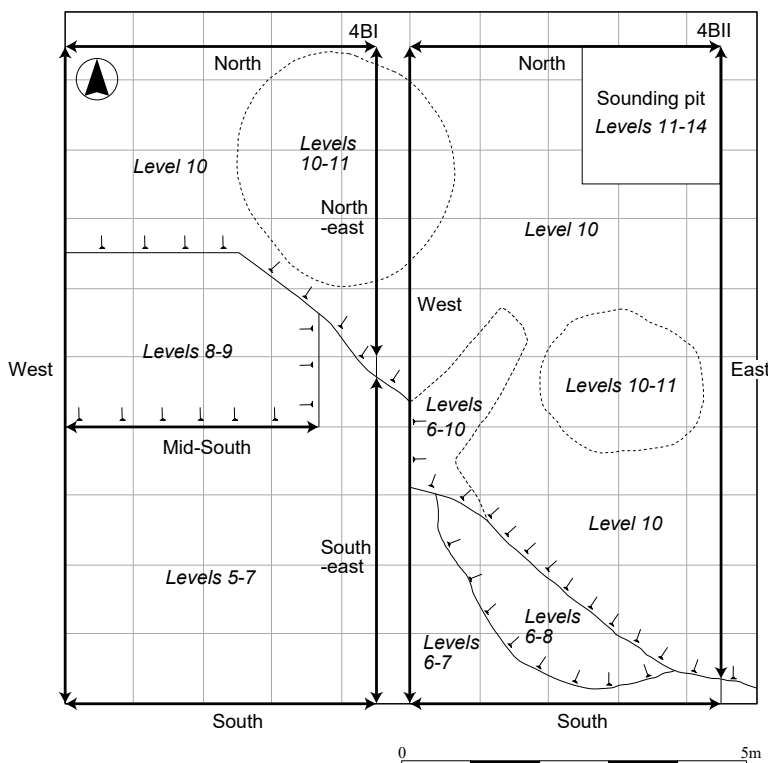 4BI
4BII
North
North
Sounding pit
Levels 11-14
Levels
10-11
Level 10
North
-east
Level 10
West
Levels 8-9
West
East
Levels 10-11
Levels
6-10
Mid-South
Level 10
South
-east
Levels 5-7
Levels
6-8
Levels
6-7
South
South
0
5m